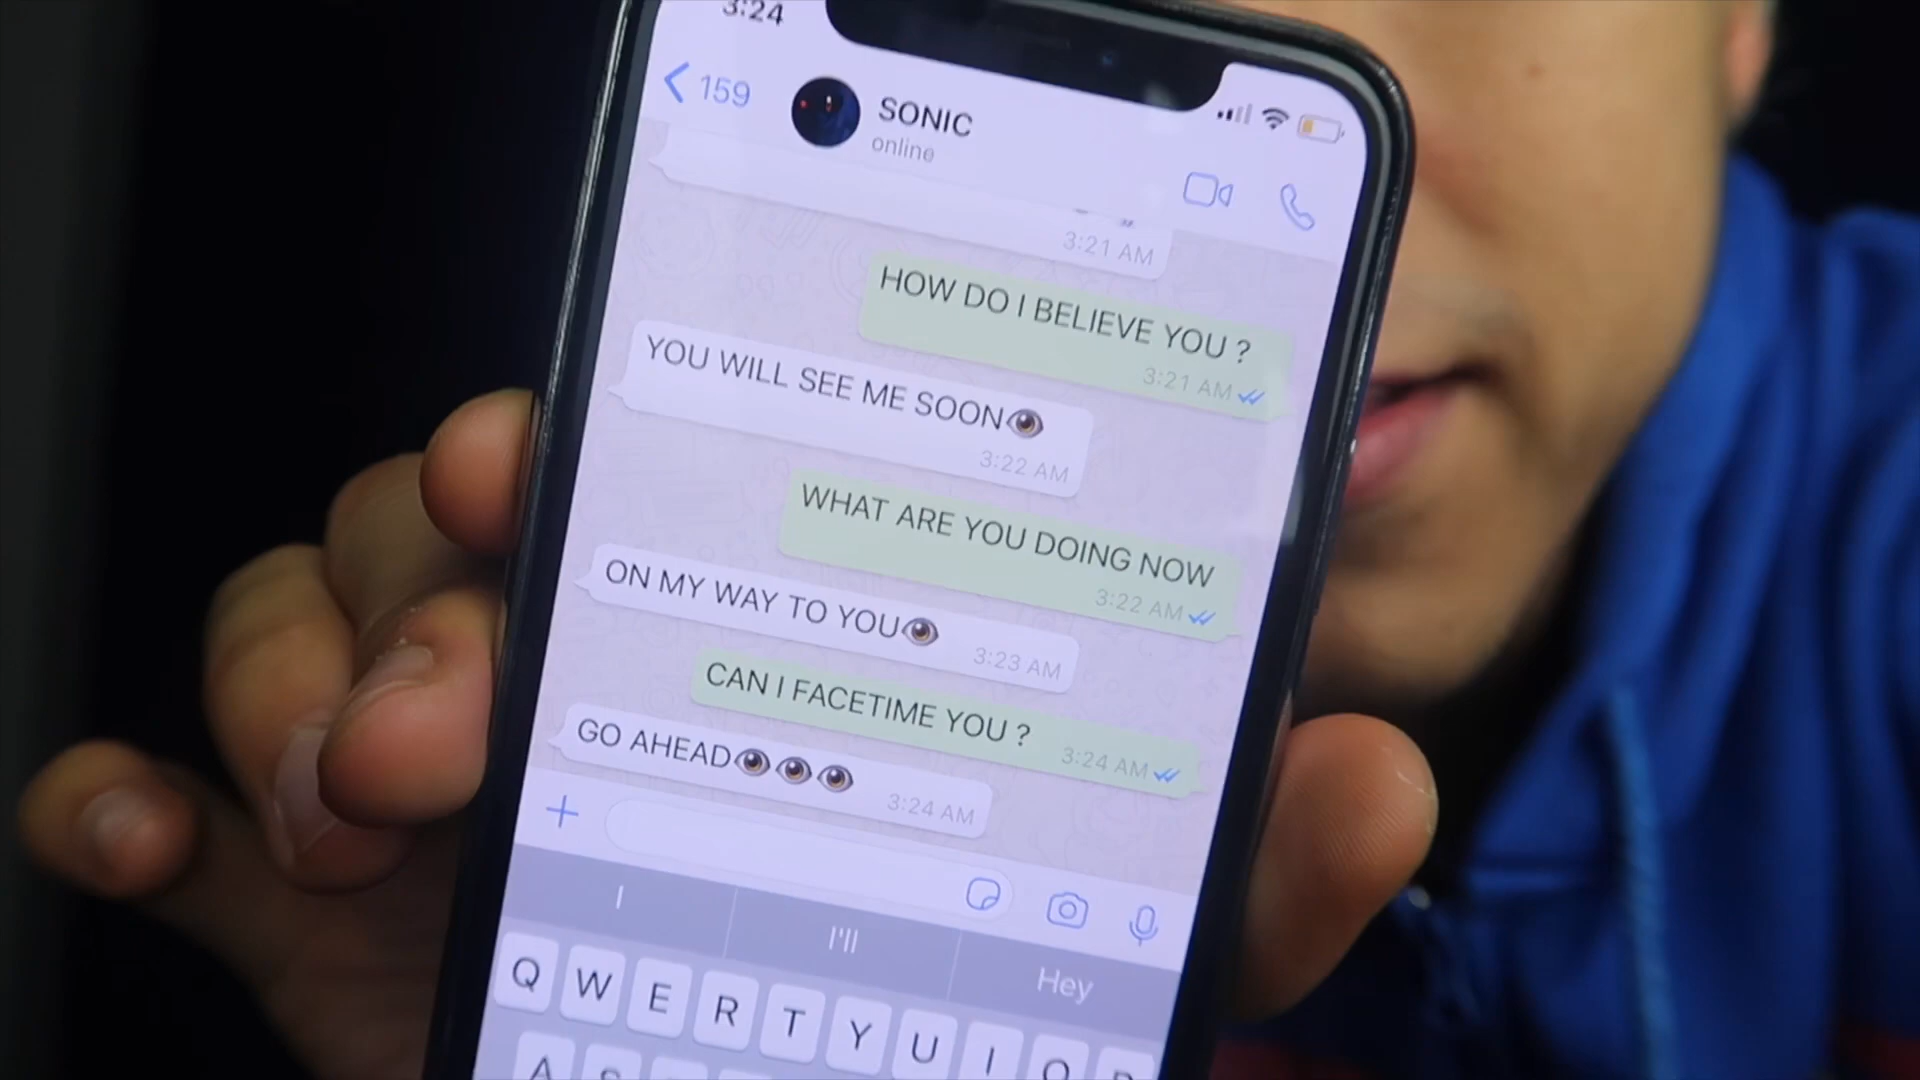 3:24
159
SONIC
online
3:21 AM
HOW DO I BELIEVE YOU ?
3:21 AM
YOU WILL SEE ME SOON👁
3:22 AM
WHAT ARE YOU DOING NOW
3:22 AM
ON MY WAY TO YOU👁
3:23 AM
CAN I FACETIME YOU ?
3:24 AM
GO AHEAD👁👁👁
3:24 AM
I
I'll
Hey
Q W E R T Y U I O P
A S